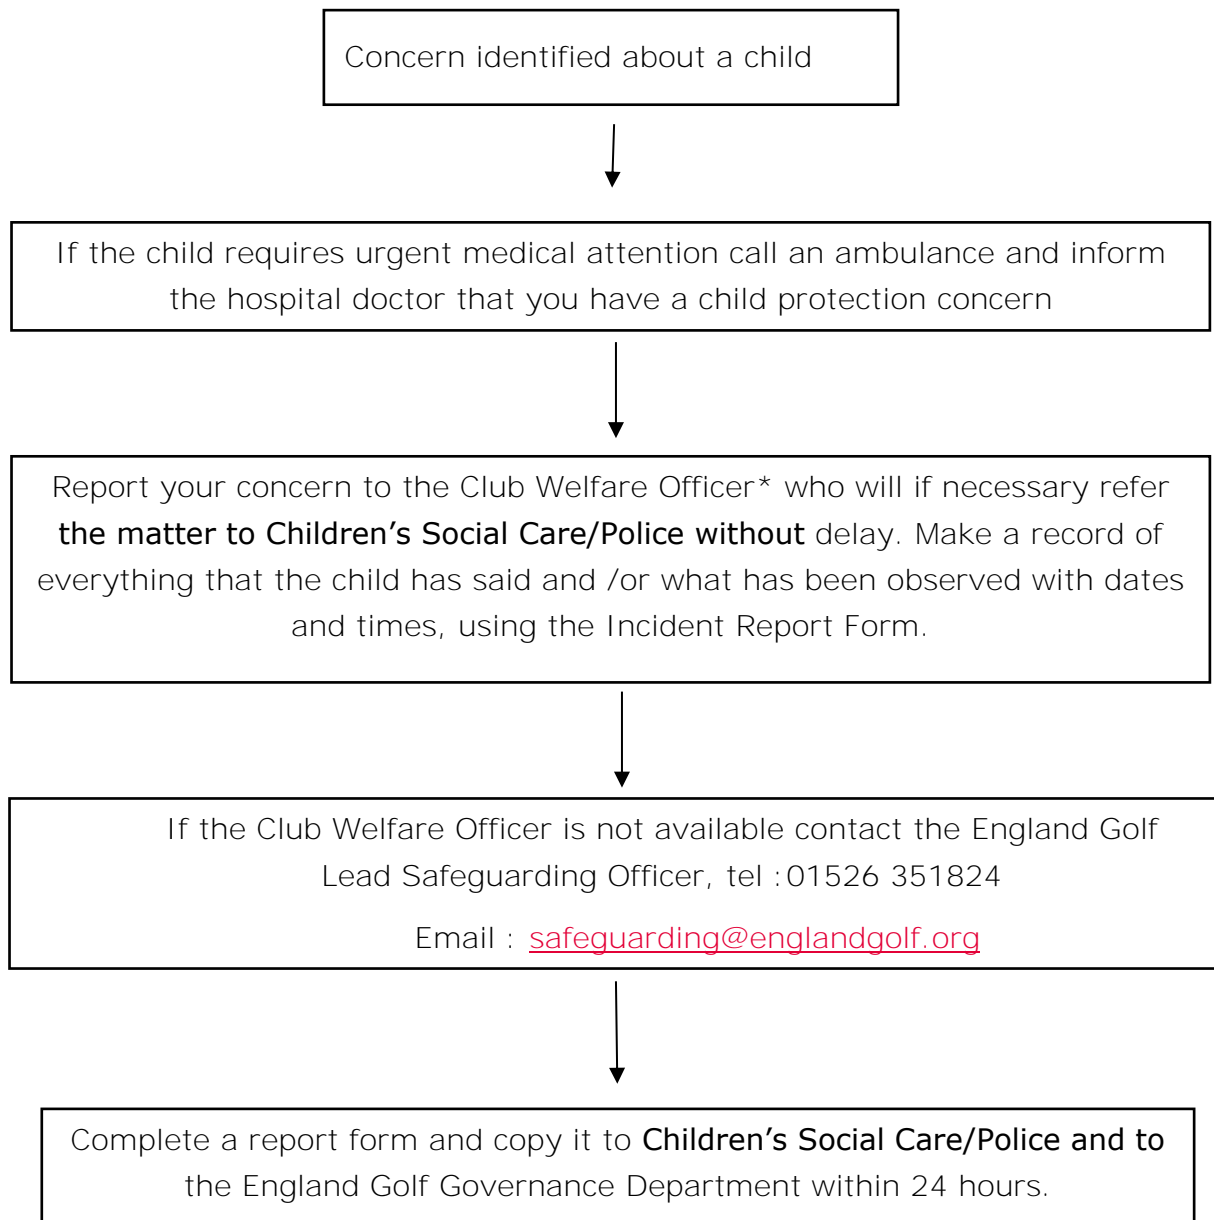 Concern identified about a child
If the child requires urgent medical attention call an ambulance and inform
the hospital doctor that you have a child protection concern
Report your concern to the Club Welfare Officer* who will if necessary refer
the matter to Children’s Social Care/Police without delay. Make a record of
everything that the child has said and /or what has been observed with dates
and times, using the Incident Report Form.
If the Club Welfare Officer is not available contact the England Golf
Lead Safeguarding Officer, tel :01526 351824
Email : safeguarding@englandgolf.org
Complete a report form and copy it to Children’s Social Care/Police and to
the England Golf Governance Department within 24 hours.